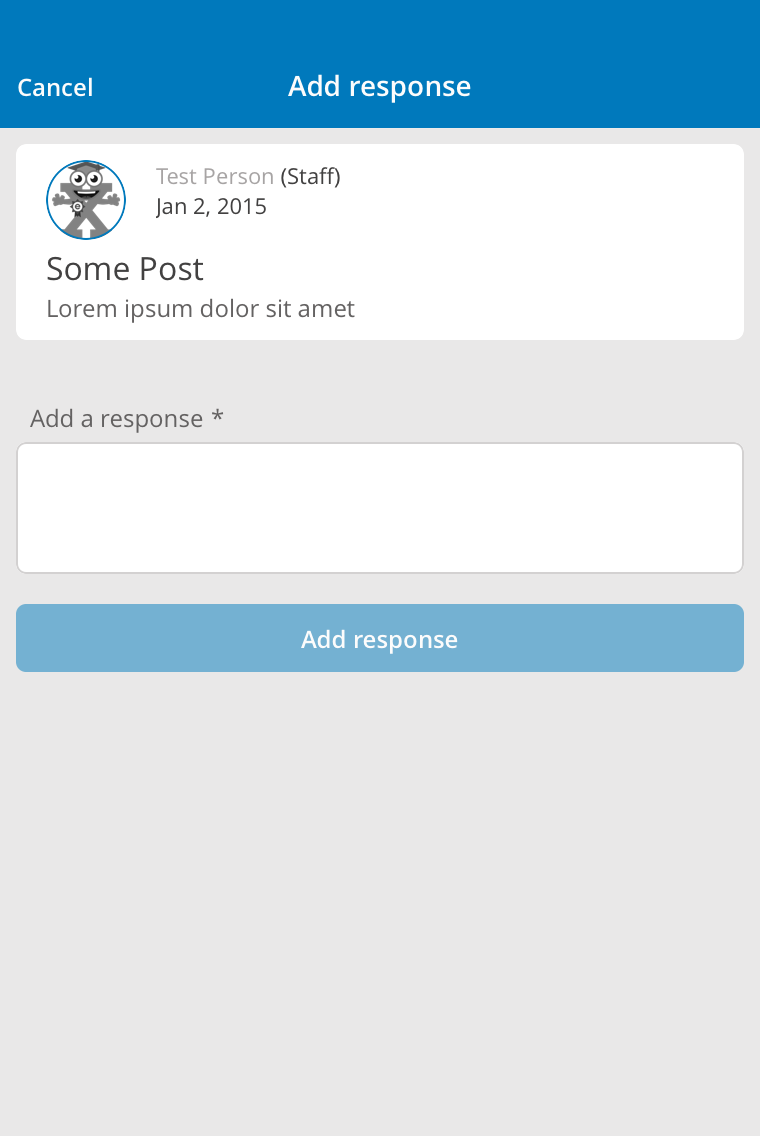 Cancel
Add response
Test Person (Staff)
Jan 2, 2015
Some Post
Lorem ipsum dolor sit amet
Add a response *
Add response